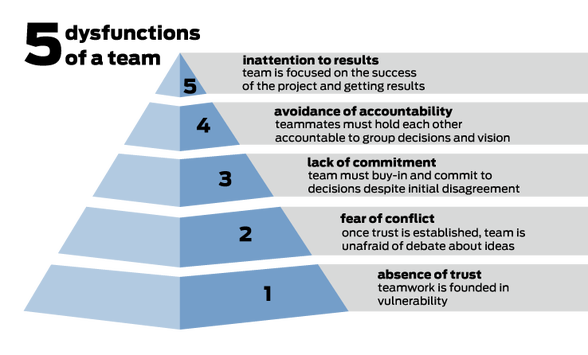 5 dysfunctions
of a team
inattention to results
team is focused on the success
of the project and getting results
5
avoidance of accountability
teammates must hold each other
accountable to group decisions and vision
4
lack of commitment
team must buy-in and commit to
decisions despite initial disagreement
3
fear of conflict
once trust is established, team is
unafraid of debate about ideas
2
absence of trust
teamwork is founded in
vulnerability
1